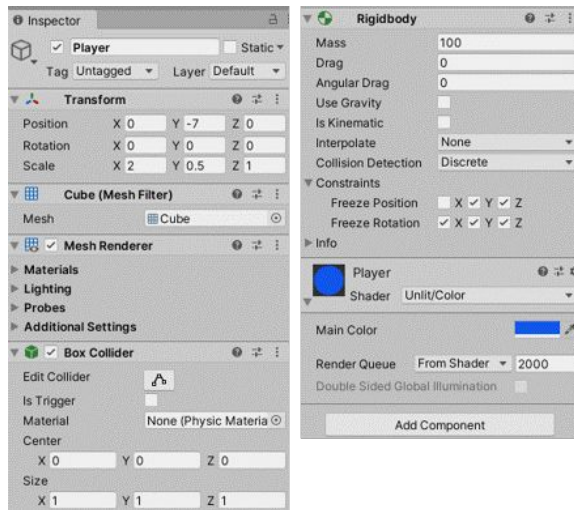 Inspector
Player
Static
Tag Untagged Layer Default
Transform
Position X 0 Y -7 Z 0
Rotation X 0 Y 0 Z 0
Scale X 2 Y 0.5 Z 1
Cube (Mesh Filter)
Mesh Cube
Mesh Renderer
Materials
Lighting
Probes
Additional Settings
Box Collider
Edit Collider
Is Trigger
Material None (Physic Materia
Center
X 0 Y 0 Z 0
Size
X 1 Y 1 Z 1
Rigidbody
Mass 100
Drag 0
Angular Drag 0
Use Gravity
Is Kinematic
Interpolate None
Collision Detection Discrete
Constraints
Freeze Position X Y Z
Freeze Rotation X Y Z
Info
Player
Shader Unlit/Color
Main Color
Render Queue From Shader 2000
Double Sided Global Illumination
Add Component